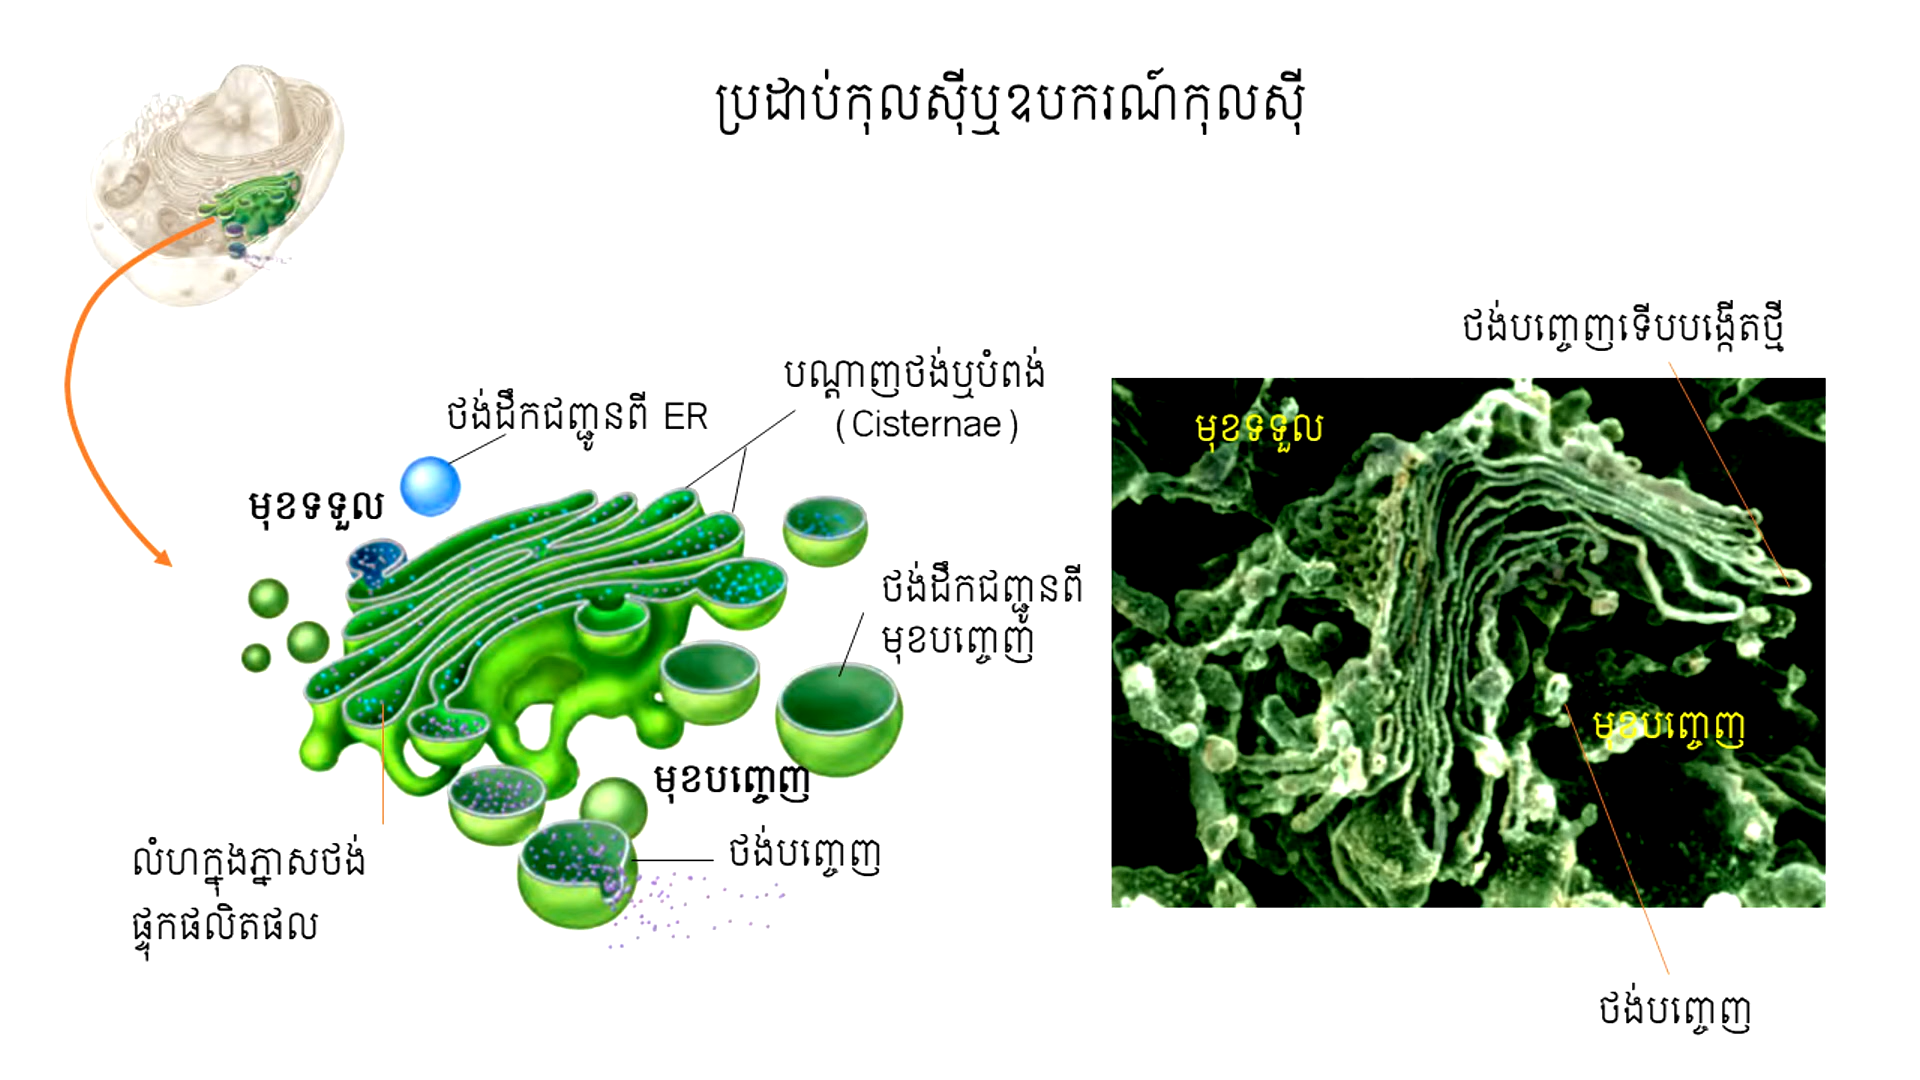 ប្រដាប់កុលស៊ីឬឧបករណ៍កុលស៊ី
ថង់បញ្ចេញទើបបង្កើតថ្មី
បណ្តាញថង់ឬបំពង់
(Cisternae)
ថង់ដឹកជញ្ជូនពី ER
មុខទទួល
មុខទទួល
ថង់ដឹកជញ្ជូនពី
មុខបញ្ចេញ
មុខបញ្ចេញ
មុខបញ្ចេញ
ថង់បញ្ចេញ
លំហក្នុងភ្នាសថង់
ផ្ទុកផលិតផល
ថង់បញ្ចេញ